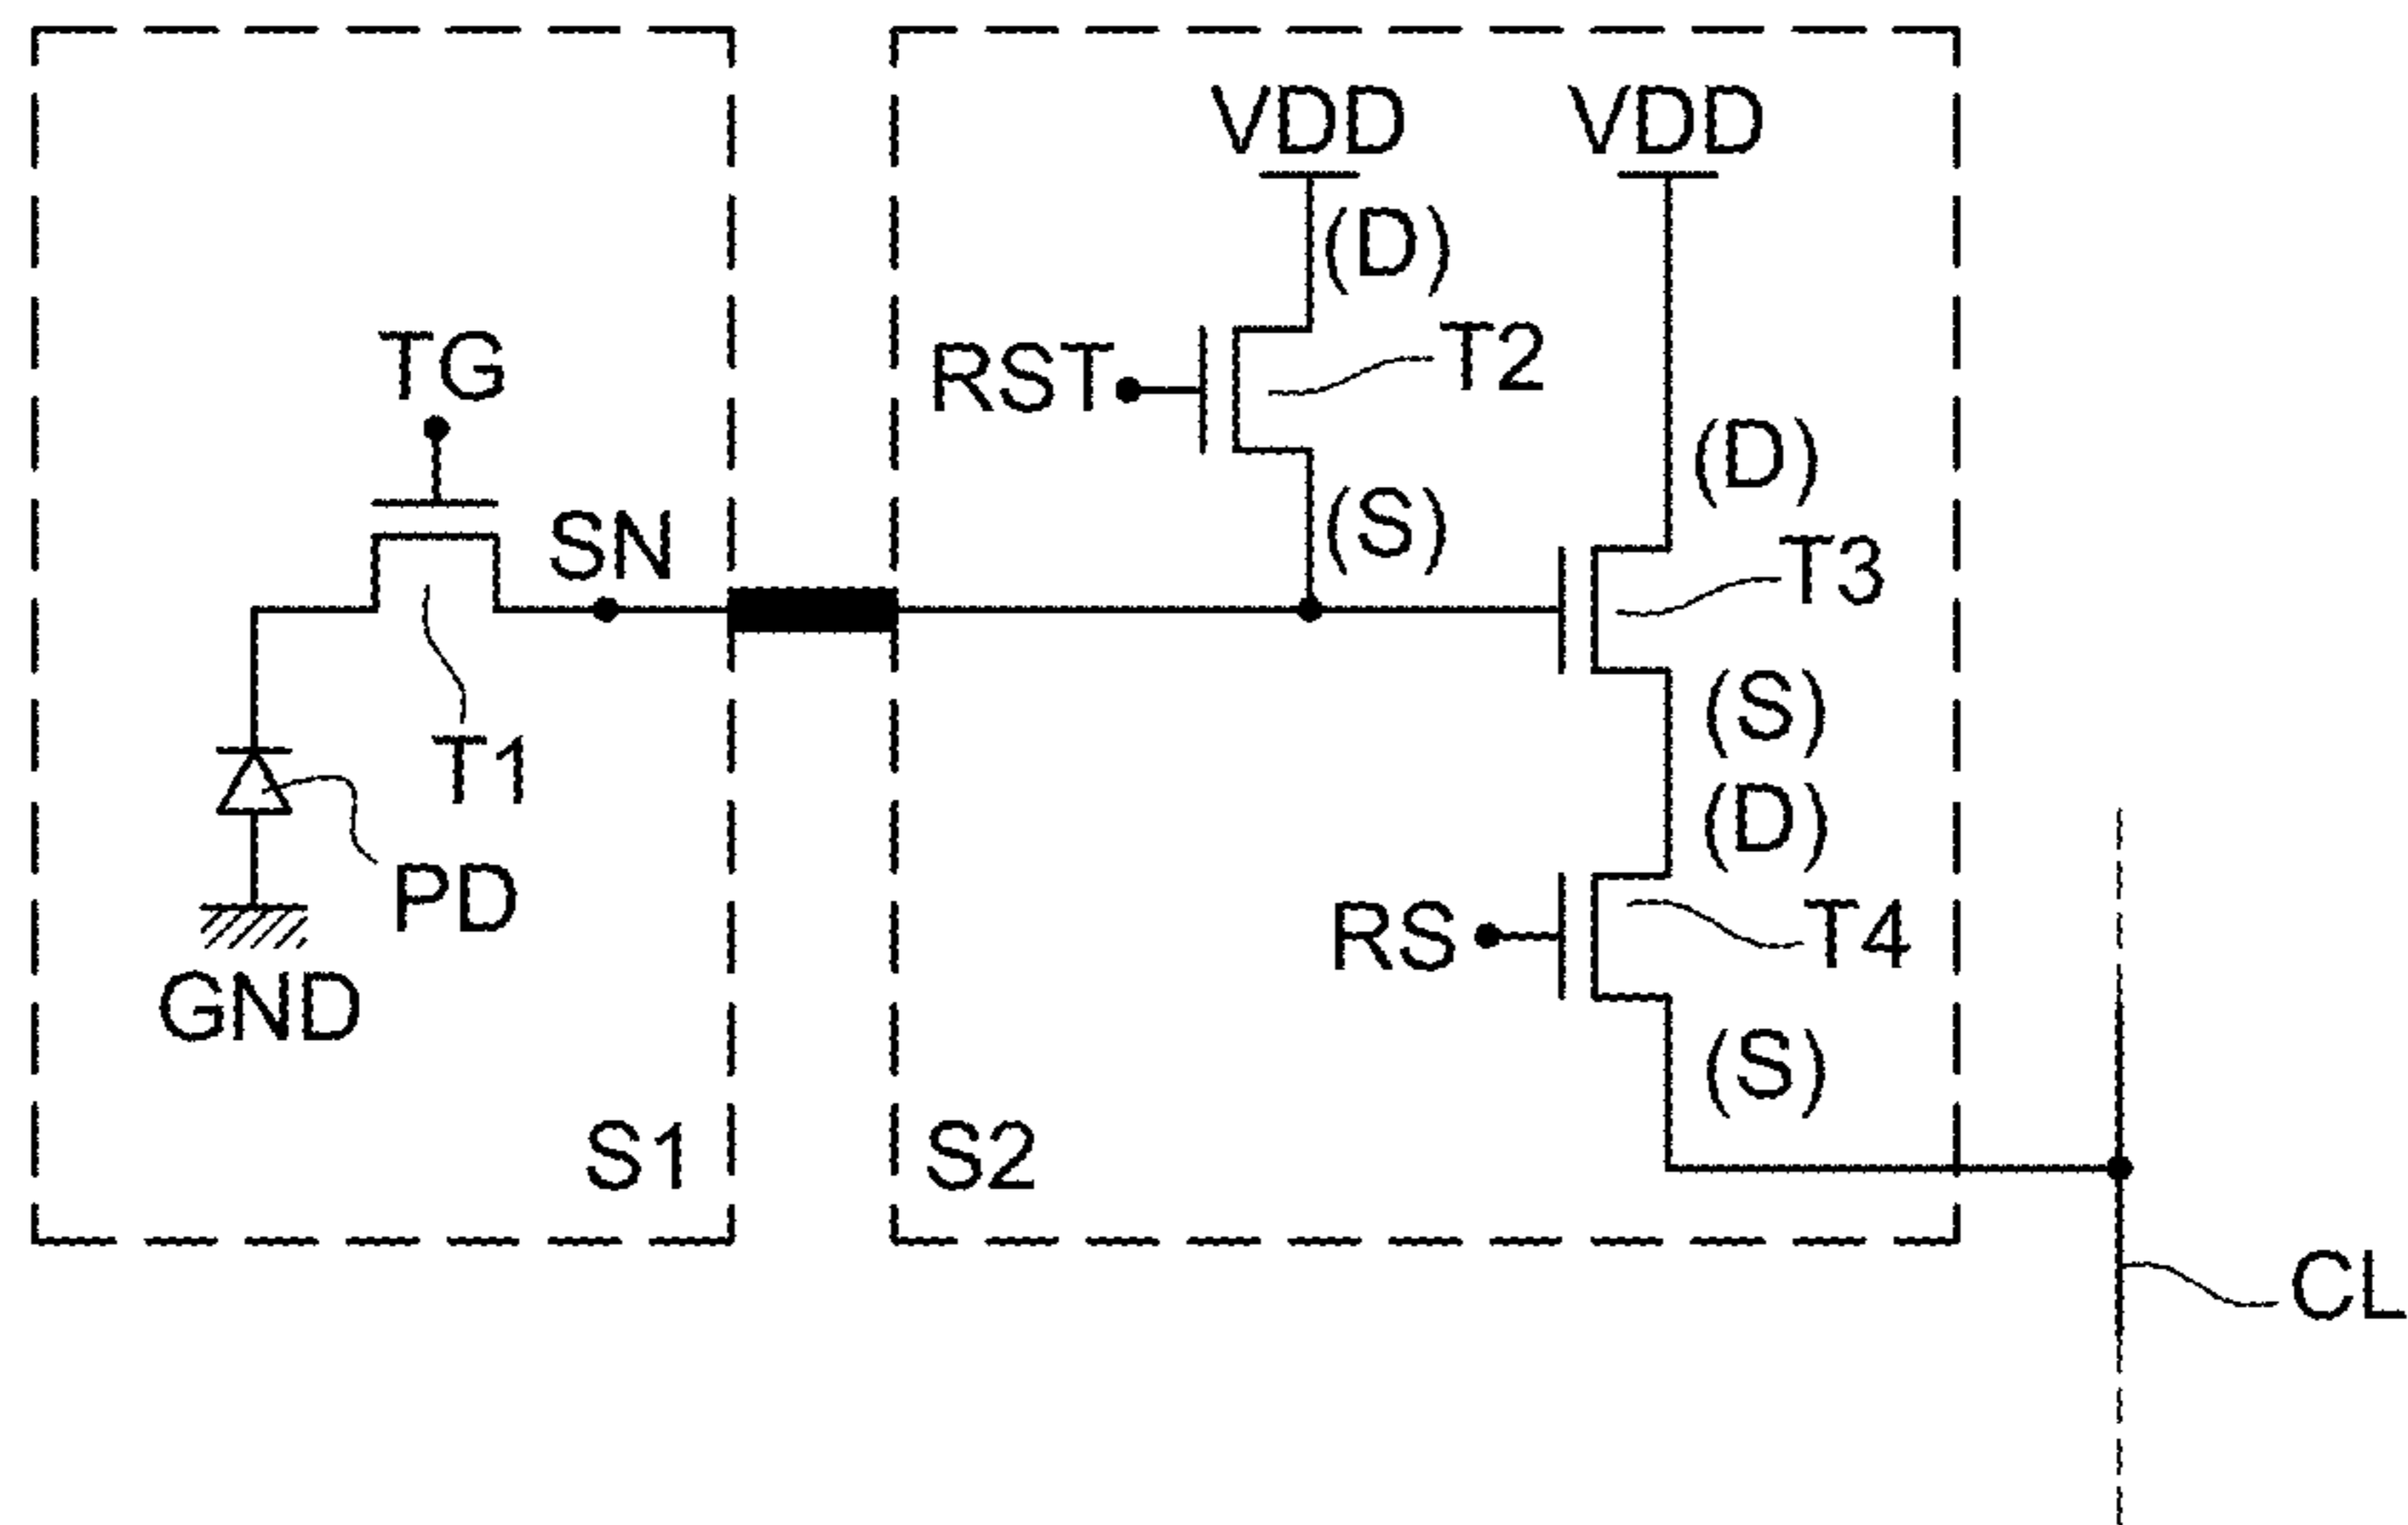 VDD
VDD
(D)
TG
RST
T2
(D)
SN
(S)
T3
(S)
T1
(D)
PD
RS
T4
GND
(S)
S1
S2
CL